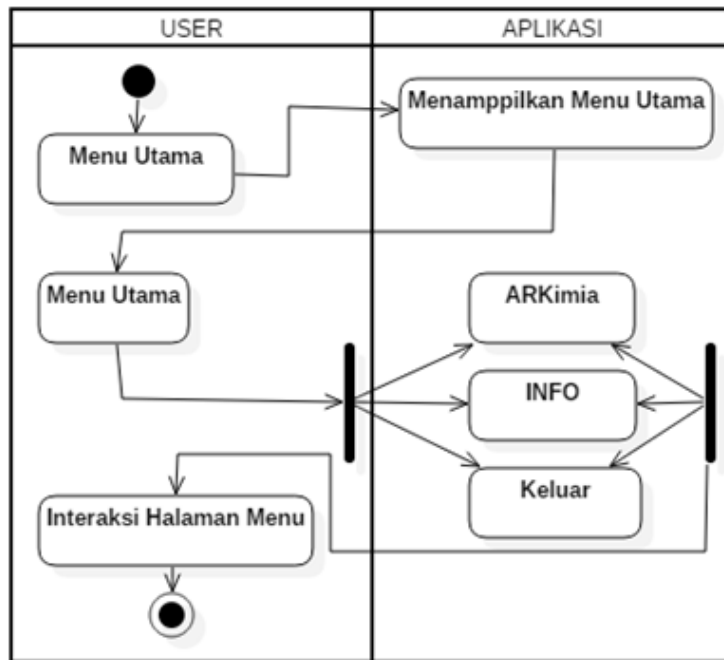 USER
APLIKASI
Menamppilkan Menu Utama
Menu Utama
Menu Utama
ARKimia
INFO
Keluar
Interaksi Halaman Menu